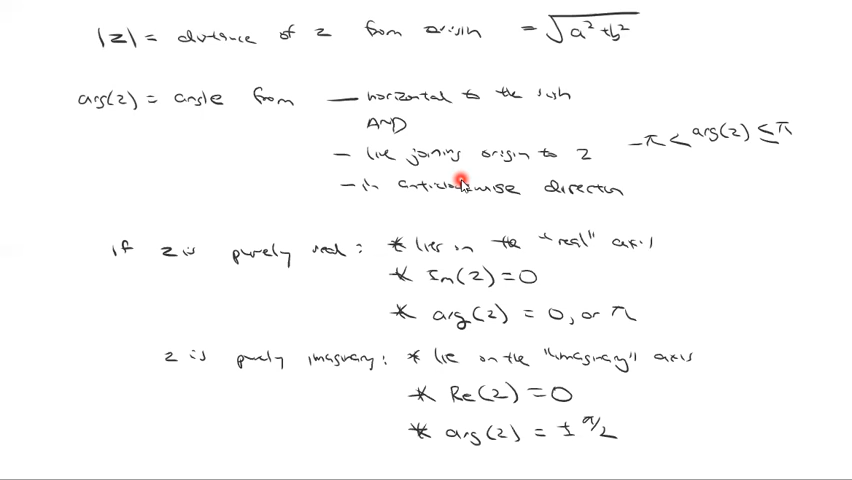 |z| = distance of z from origin = √(a² + b²)
arg(z) = angle from — horizontal to the right
AND
— line joining origin to z   -π < arg(z) ≤ π
— in anticlockwise direction
if z is purely real: * lies on the "real" axis
* Im(z) = 0
* arg(z) = 0, or π
z is purely imaginary: * lie on the "imaginary" axis
* Re(z) = 0
* arg(z) = ± π/2